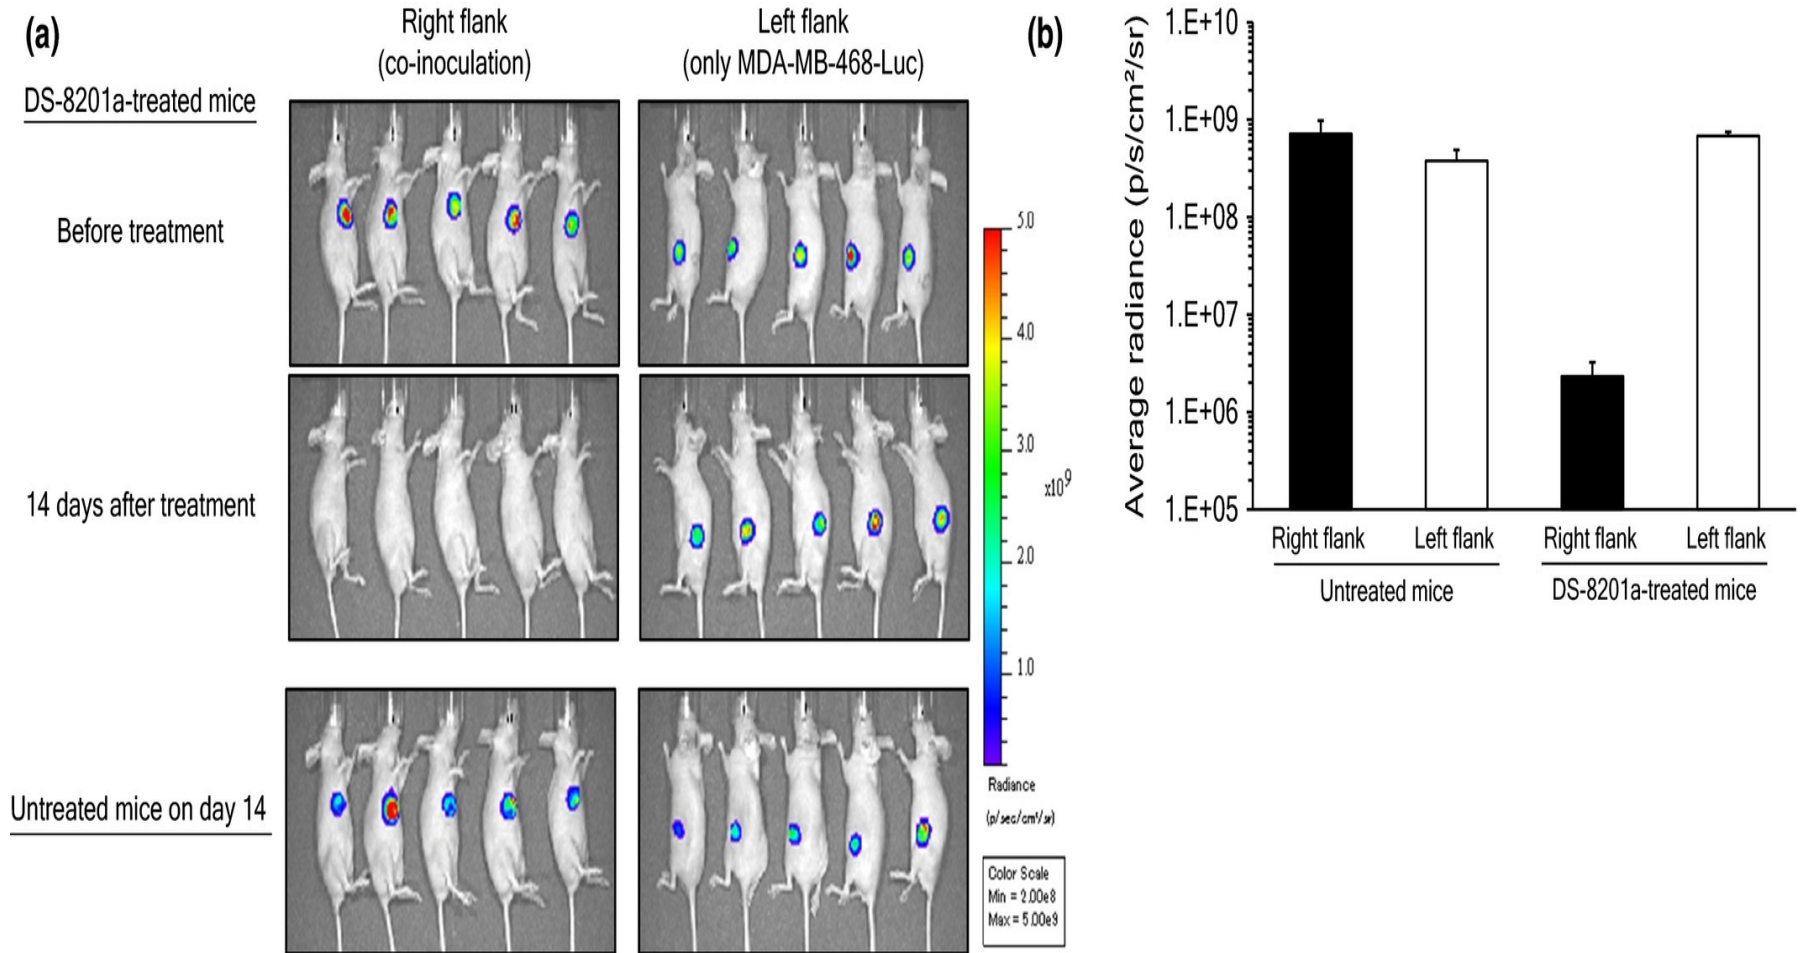 (a)
Right flank
(co-inoculation)
Left flank
(only MDA-MB-468-Luc)
DS-8201a-treated mice
Before treatment
14 days after treatment
Untreated mice on day 14
5.0
4.0
3.0
x10⁹
2.0
1.0
Radiance
(p/sec/cm²/sr)
Color Scale
Min = 2.00e8
Max = 5.00e9
(b)
Average radiance (p/s/cm²/sr)
1.E+10
1.E+09
1.E+08
1.E+07
1.E+06
1.E+05
Right flank Left flank Right flank Left flank
Untreated mice DS-8201a-treated mice